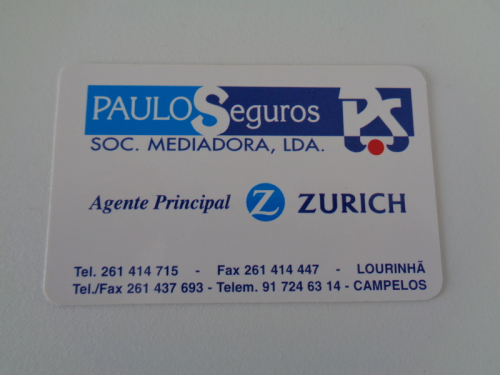 PAULO Seguros PS
SOC. MEDIADORA, LDA.
Agente Principal Z ZURICH
Tel. 261 414 715 - Fax 261 414 447 - LOURINHÃ
Tel./Fax 261 437 693 - Telem. 91 724 63 14 - CAMPELOS